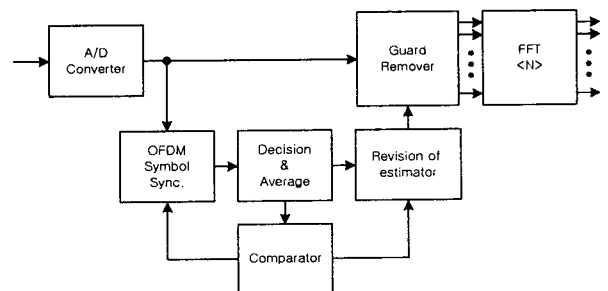 A/D
Converter
Guard
Remover
FFT
<N>
OFDM
Symbol
Sync.
Decision
&
Average
Revision of
estimator
Comparator